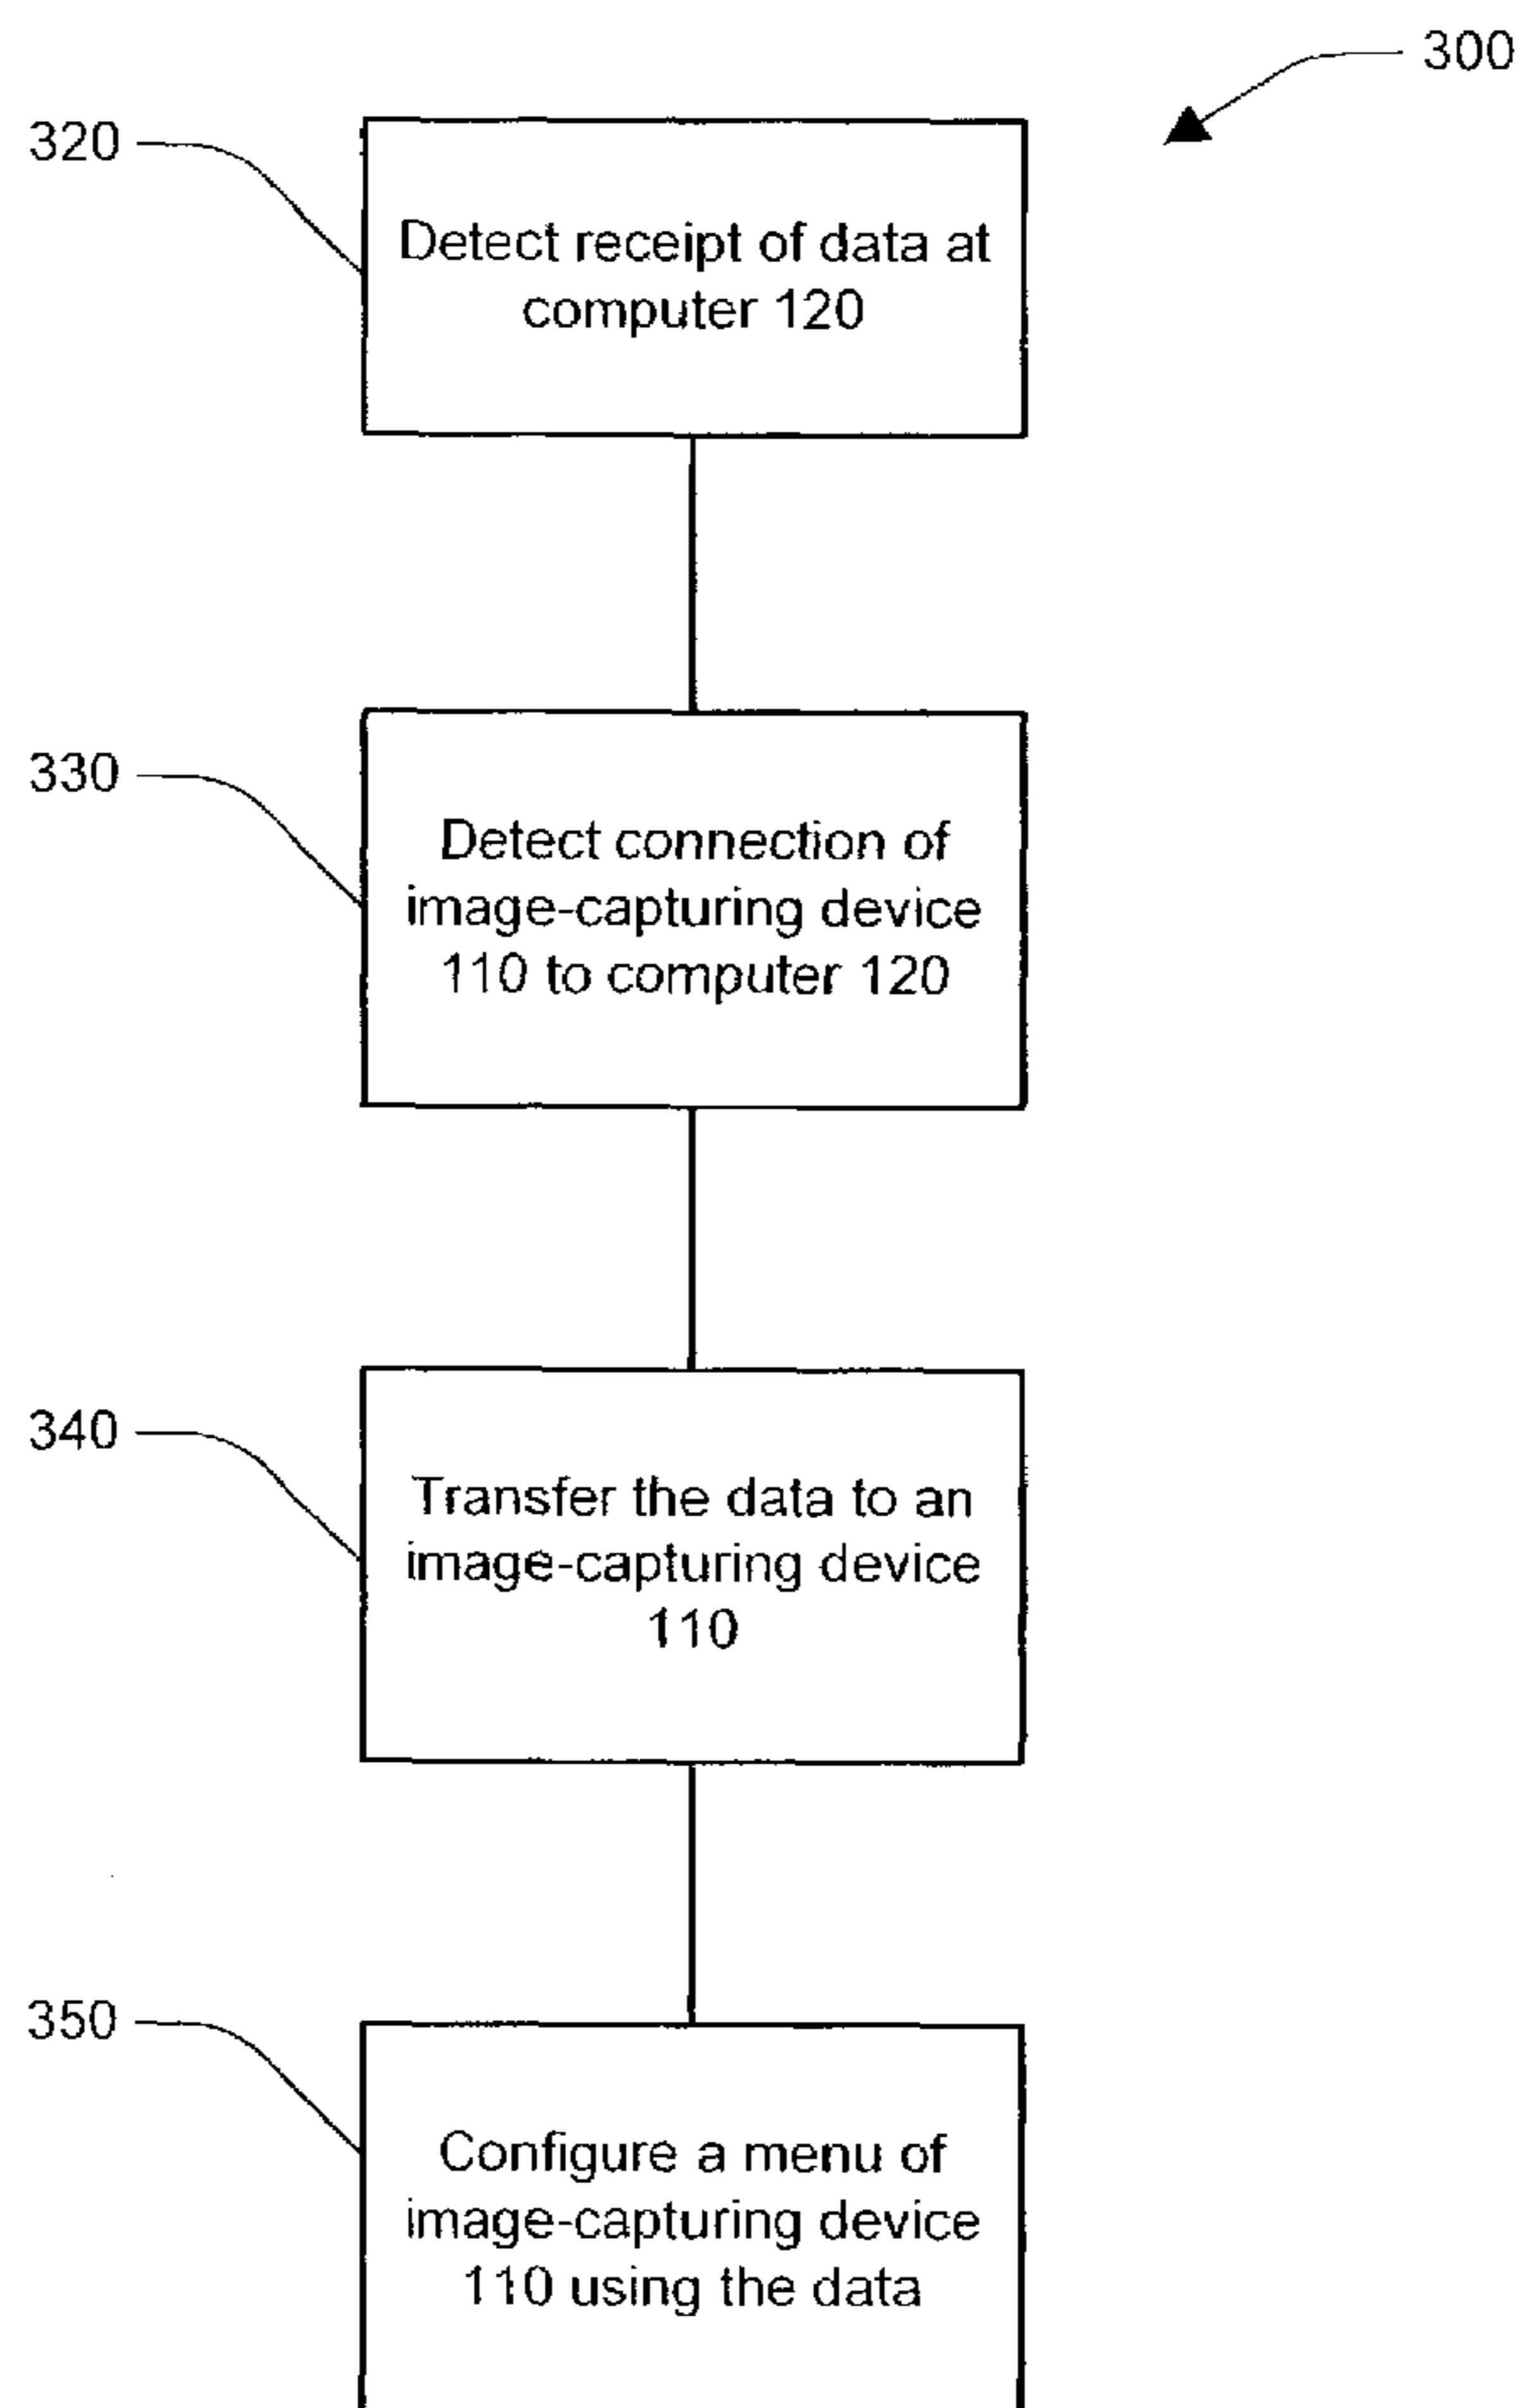 300
320
Detect receipt of data at
computer 120
330
Detect connection of
image-capturing device
110 to computer 120
340
Transfer the data to an
image-capturing device
110
350
Configure a menu of
image-capturing device
110 using the data